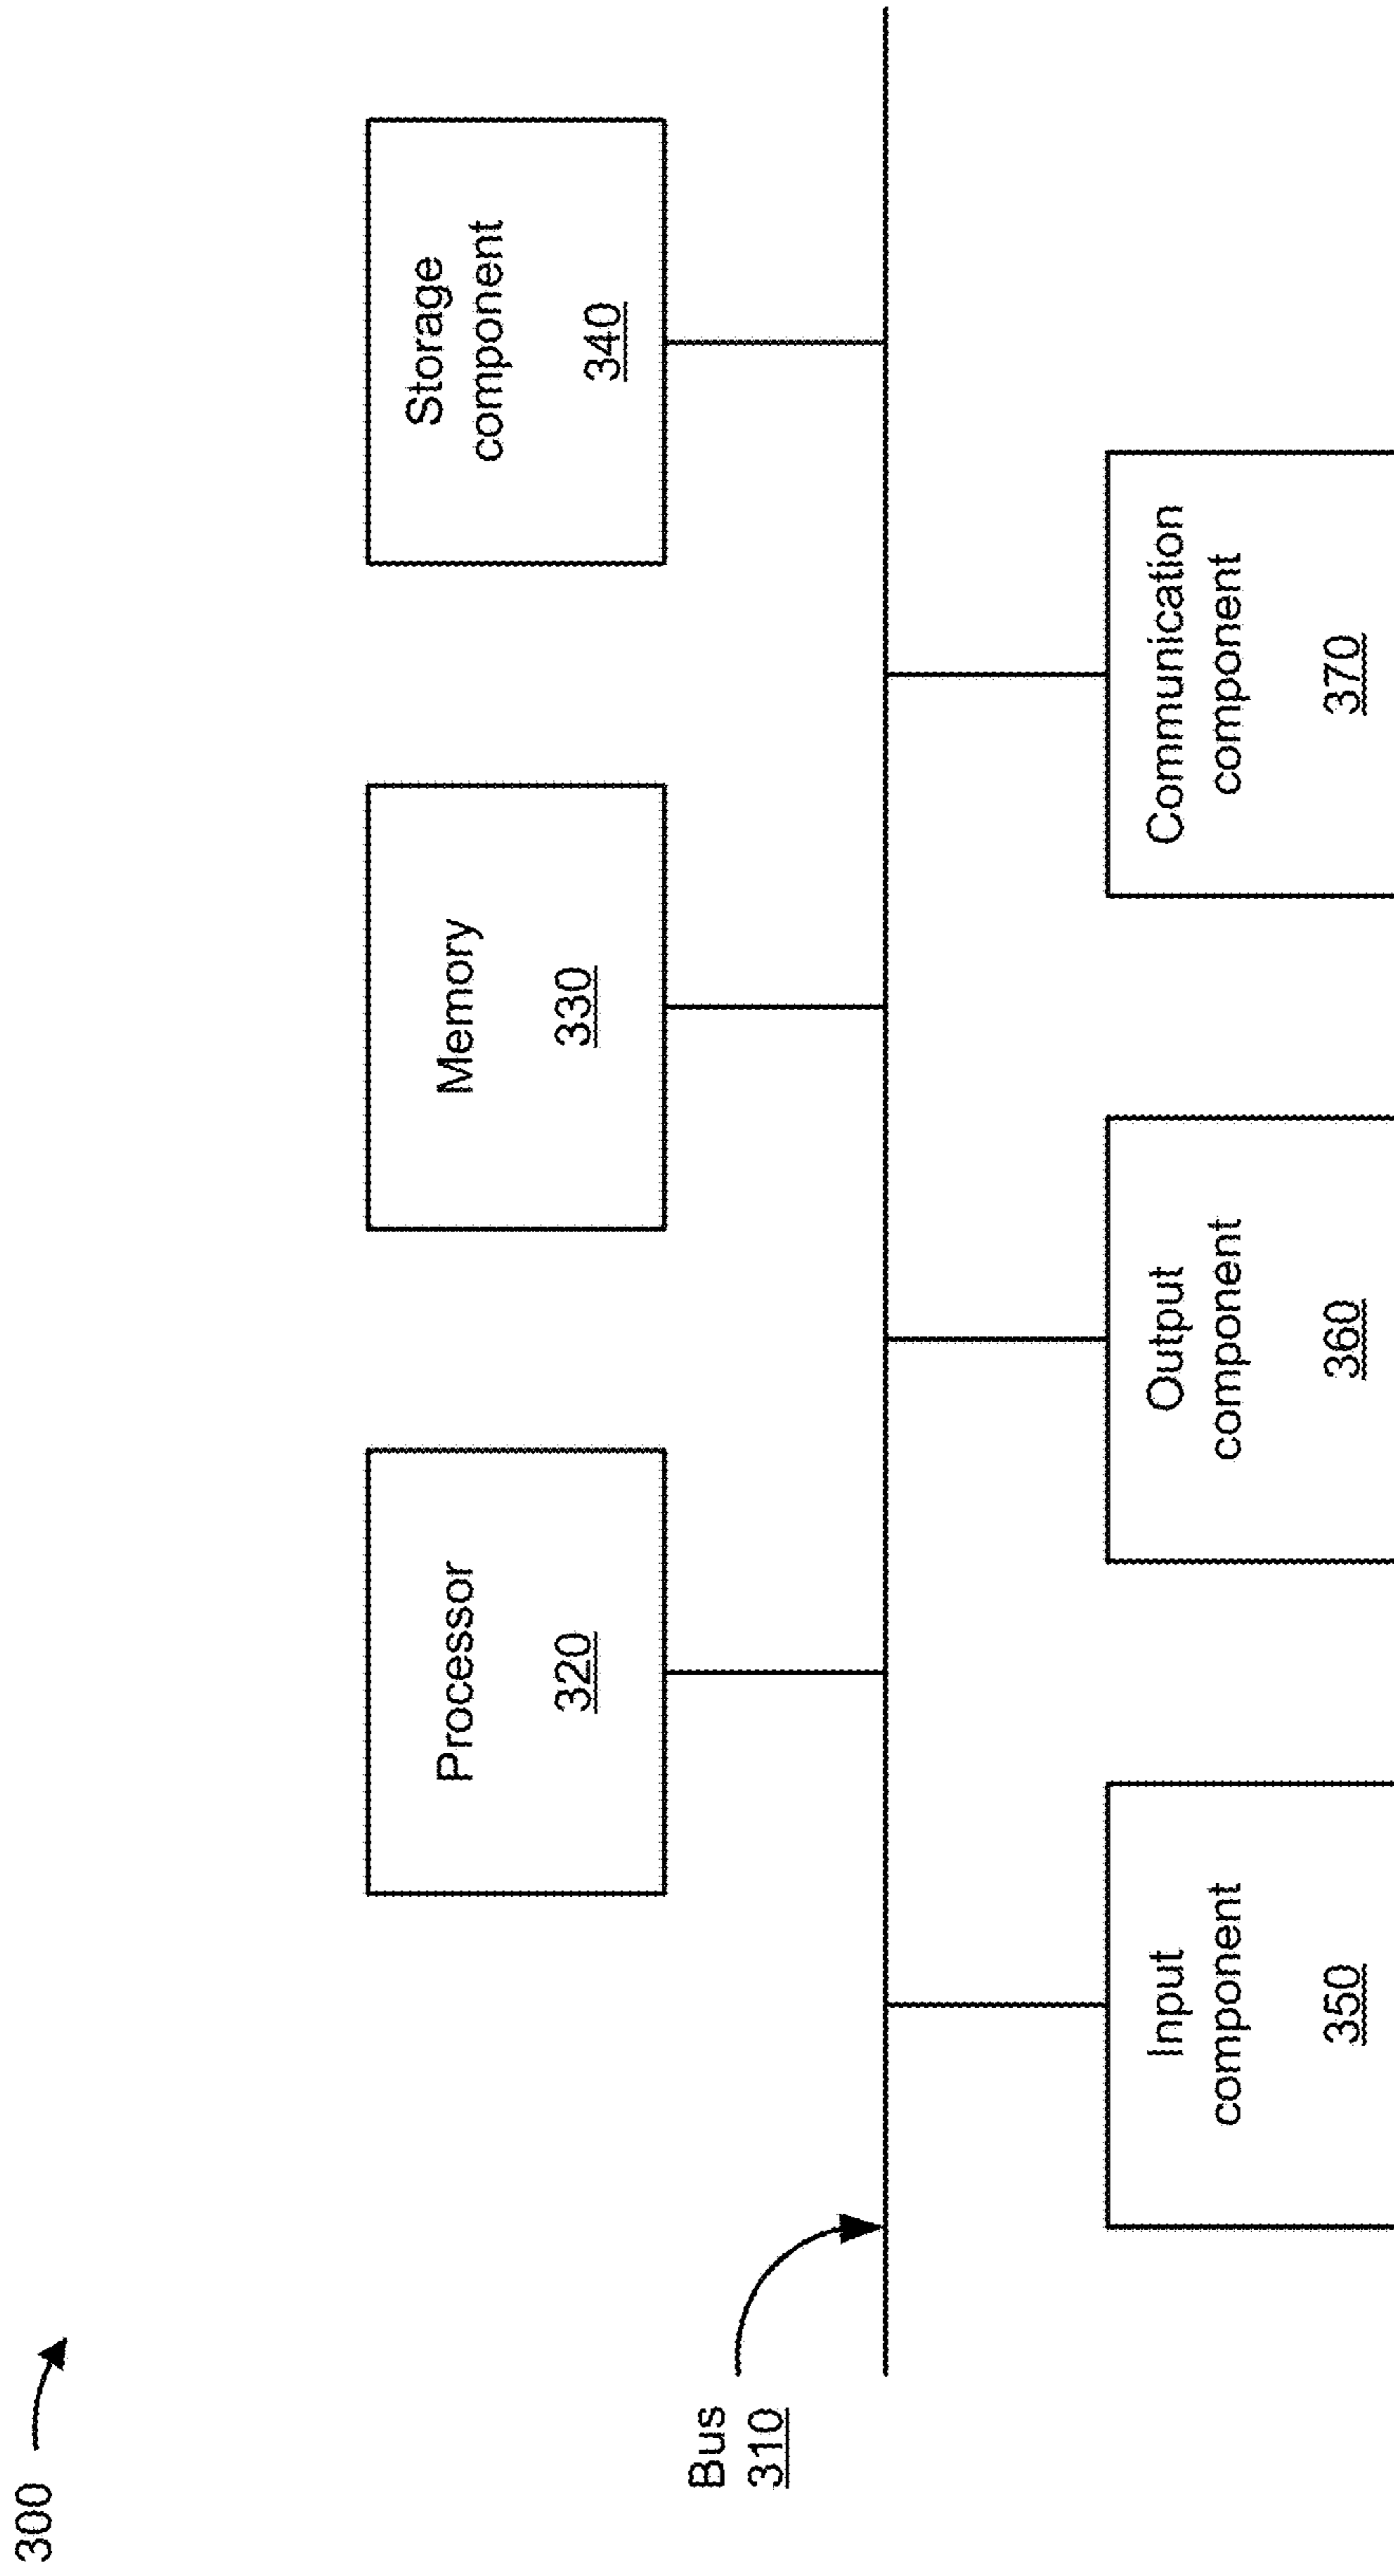 300
Bus
310
Processor
320
Memory
330
Storage
component
340
Input
component
350
Output
component
360
Communication
component
370